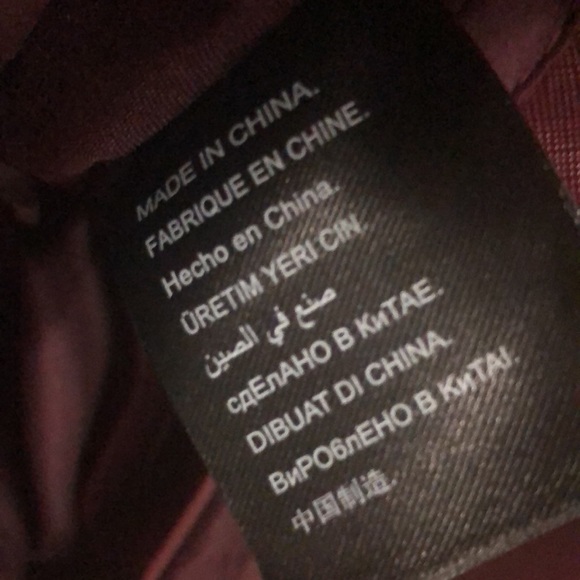 MADE IN CHINA.
FABRIQUE EN CHINE.
Hecho en China.
ÜRETIM YERI CIN.
صنع في الصين
сдЕлАНО В КиТАЕ.
DIBUAT DI CHINA.
ВиРОблЕНО В КиТАІ.
中国制造.